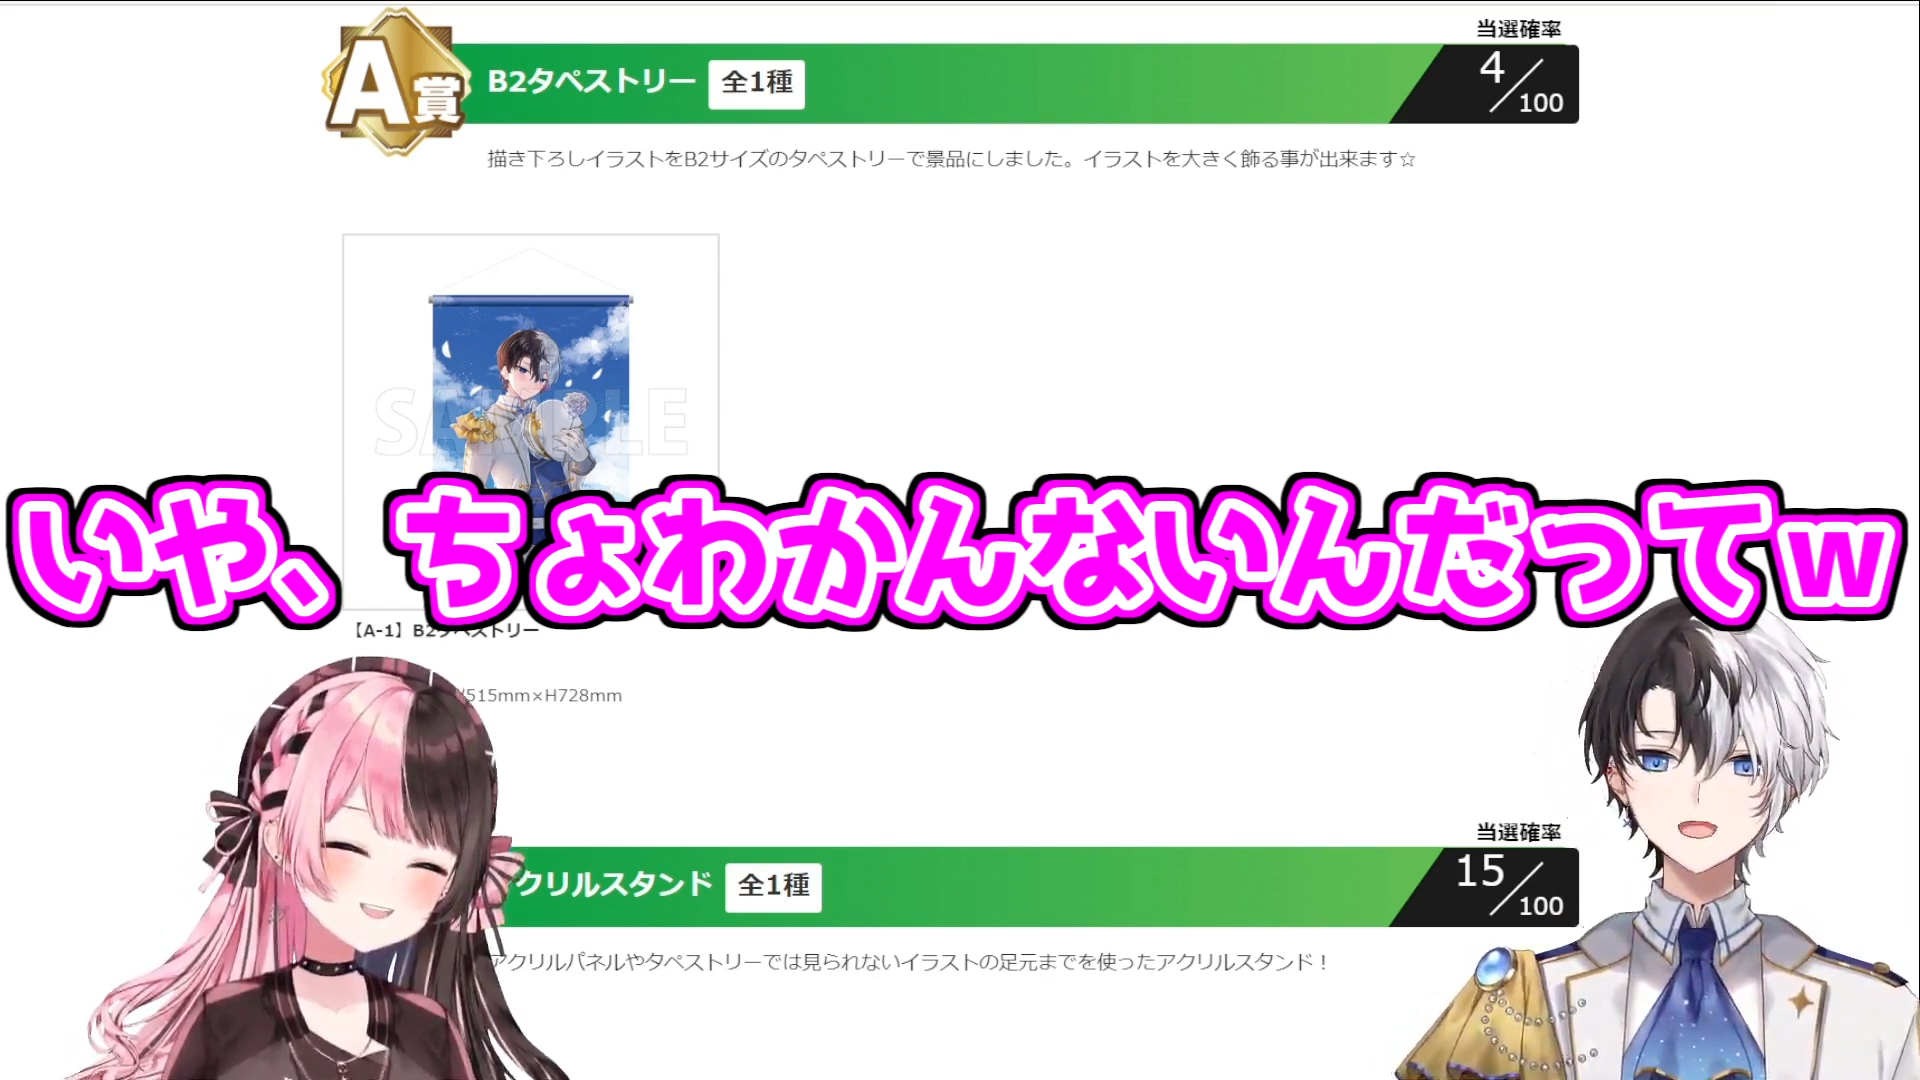 当選確率
A賞
B2タペストリー 全1種
4/100
描き下ろしイラストをB2サイズのタペストリーで景品にしました。イラストを大きく飾る事が出来ます☆
SAMPLE
いや、ちょわかんないんだってw
【A-1】B2タペストリー
515mm×H728mm
当選確率
クリルスタンド 全1種
15/100
アクリルパネルやタペストリーでは見られないイラストの足元までを使ったアクリルスタンド！